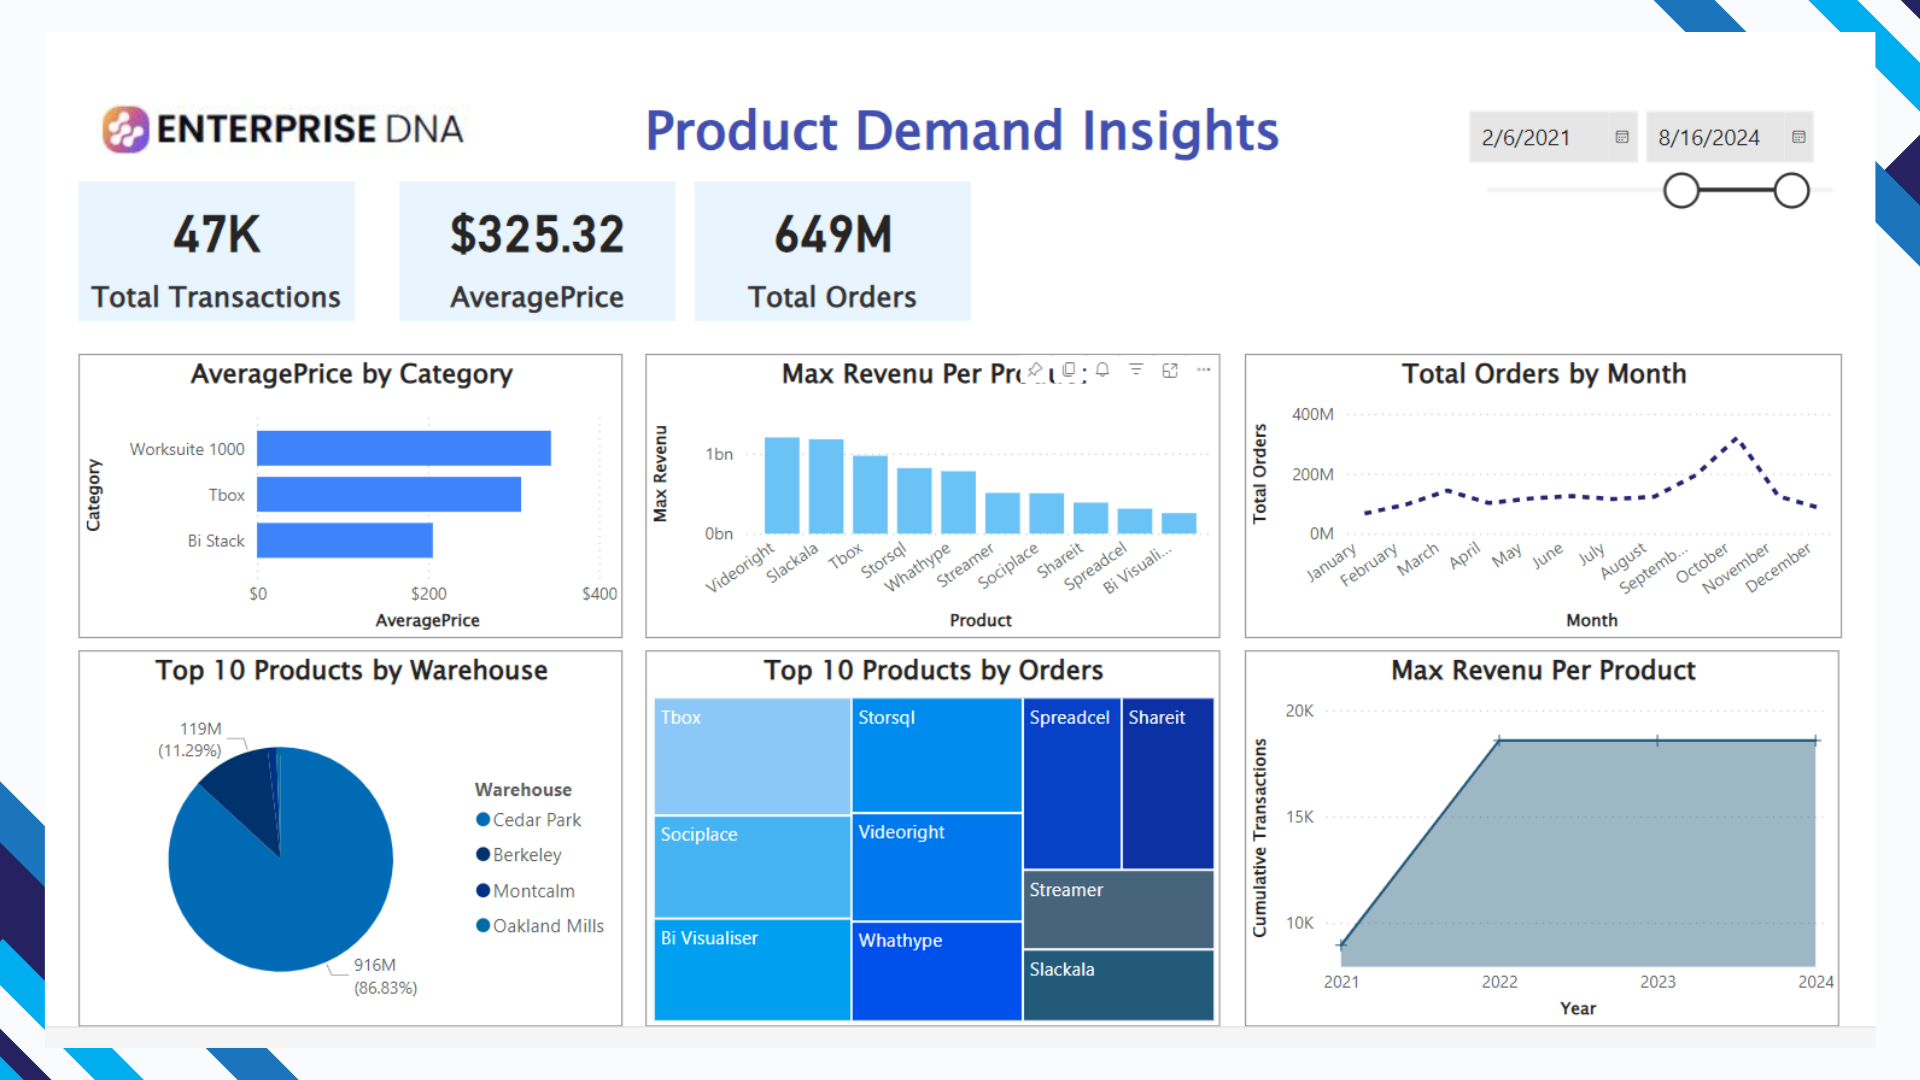 ENTERPRISE DNA
Product Demand Insights
2/6/2021
8/16/2024
47K
Total Transactions
$325.32
AveragePrice
649M
Total Orders
AveragePrice by Category
Category
Worksuite 1000
Tbox
Bi Stack
$0
$200
$400
AveragePrice
Max Revenu Per
Max Revenu
1bn
0bn
Videoright
Slackala
Tbox
Storsql
Whathype
Streamer
Sociplace
Shareit
Spreadcel
Bi Visuali...
Product
Total Orders by Month
Total Orders
400M
200M
0M
January
February
March
April
May
June
July
August
Septemb...
October
November
December
Month
Top 10 Products by Warehouse
119M
(11.29%)
916M
(86.83%)
Warehouse
Cedar Park
Berkeley
Montcalm
Oakland Mills
Top 10 Products by Orders
Tbox
Sociplace
Bi Visualiser
Storsql
Videoright
Whathype
Spreadcel
Shareit
Streamer
Slackala
Max Revenu Per Product
Cumulative Transactions
20K
15K
10K
2021
2022
2023
2024
Year